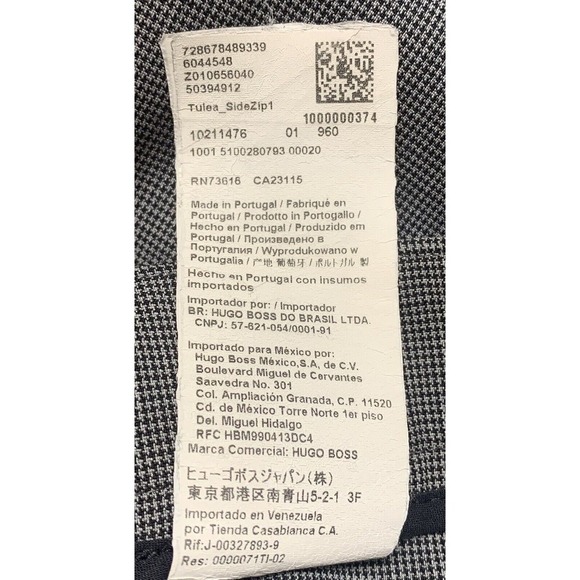 728678489339
6044548
Z010656040
50394912
Tulea_SideZip1
1000000374
10211476 01 960
1001 5100280793 00020
RN73616 CA23115
Made in Portugal / Fabriqué en
Portugal / Prodotto in Portogallo /
Hecho en Portugal / Produzido em
Portugal / Произведено в
Португалия / Wyprodukowano w
Portugalia / 产地 葡萄牙 / ポルトガル 製
Hecho en Portugal con insumos
importados
Importador por: / Importador
BR: HUGO BOSS DO BRASIL LTDA.
CNPJ: 57-621-054/0001-91
Importado para México por:
Hugo Boss México,S.A, de C.V.
Boulevard Miguel de Cervantes
Saavedra No. 301
Col. Ampliación Granada, C.P. 11520
Cd. de México Torre Norte 1er piso
Del. Miguel Hidalgo
RFC HBM990413DC4
Marca Comercial: HUGO BOSS
ヒューゴボスジャパン(株)
東京都港区南青山5-2-1 3F
Importado en Venezuela
por Tienda Casablanca C.A.
Rif:J-00327893-9
Res: 0000071TI-02